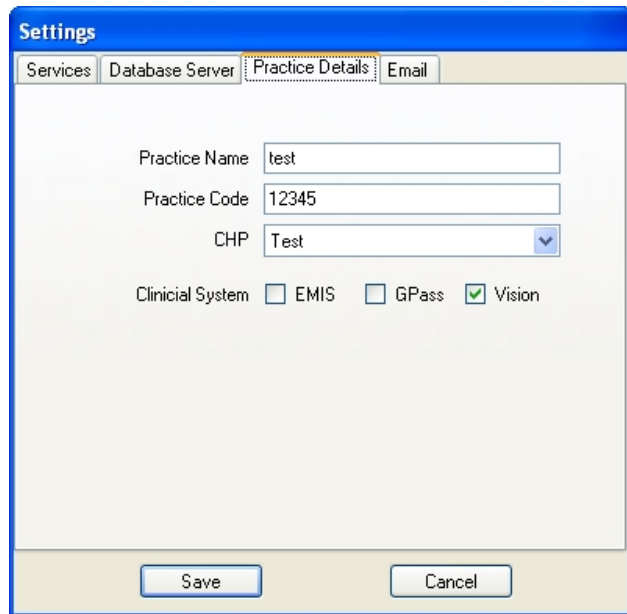 Settings
Services Database Server Practice Details Email
Practice Name test
Practice Code 12345
CHP Test
Clinicial System EMIS GPass Vision
Save Cancel